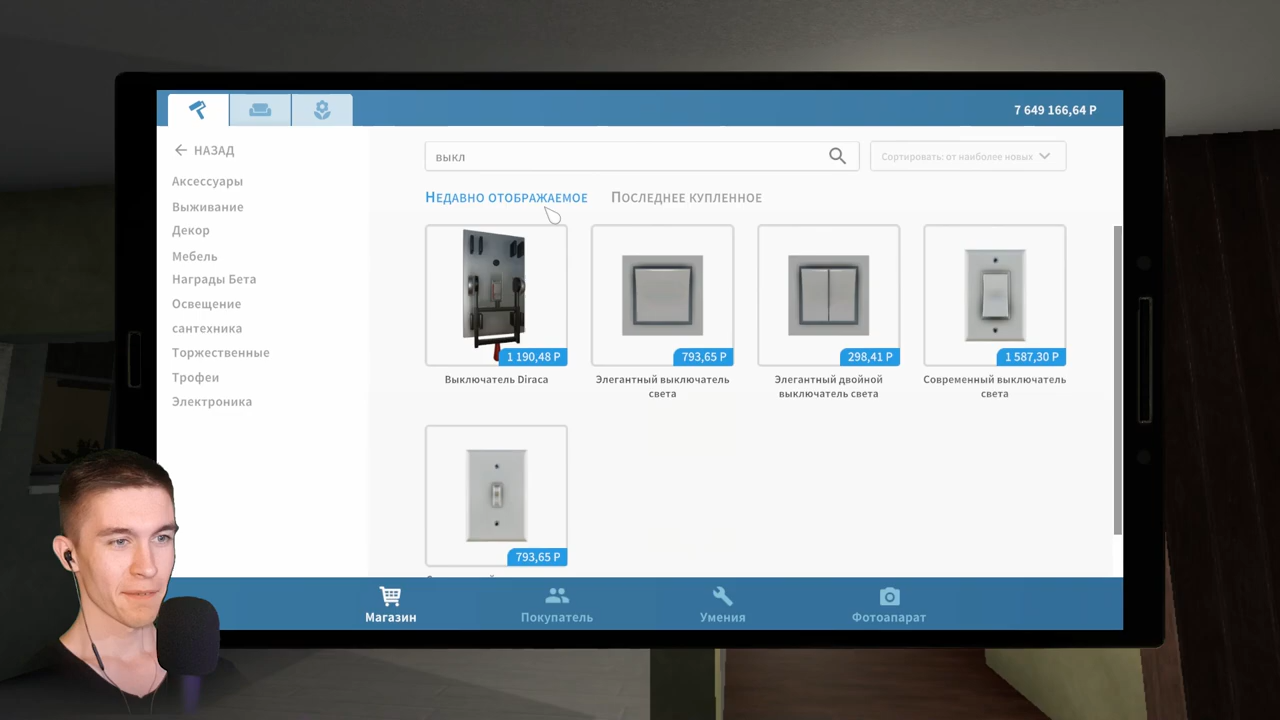 7 649 166,64 Р
НАЗАД
выкл
Сортировать: от наиболее новых
Аксессуары
Выживание
Декор
Мебель
Награды Бета
Освещение
сантехника
Торжественные
Трофеи
Электроника
НЕДАВНО ОТОБРАЖАЕМОЕ
ПОСЛЕДНЕЕ КУПЛЕННОЕ
1 190,48 Р
793,65 Р
298,41 Р
1 587,30 Р
Выключатель Diraca
Элегантный выключатель
света
Элегантный двойной
выключатель света
Современный выключатель
света
793,65 Р
Магазин
Покупатель
Умения
Фотоаппарат